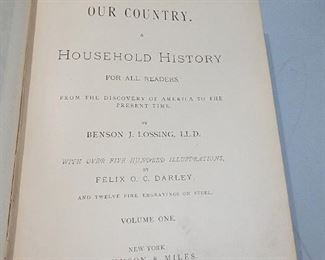 OUR COUNTRY.
A
HOUSEHOLD HISTORY
FOR ALL READERS,
FROM THE DISCOVERY OF AMERICA TO THE
PRESENT TIME.
BY
BENSON J. LOSSING, LL.D.
WITH OVER FIVE HUNDRED ILLUSTRATIONS,
BY
FELIX O. C. DARLEY,
AND TWELVE FINE ENGRAVINGS ON STEEL.
VOLUME ONE.
NEW YORK
& MILES.